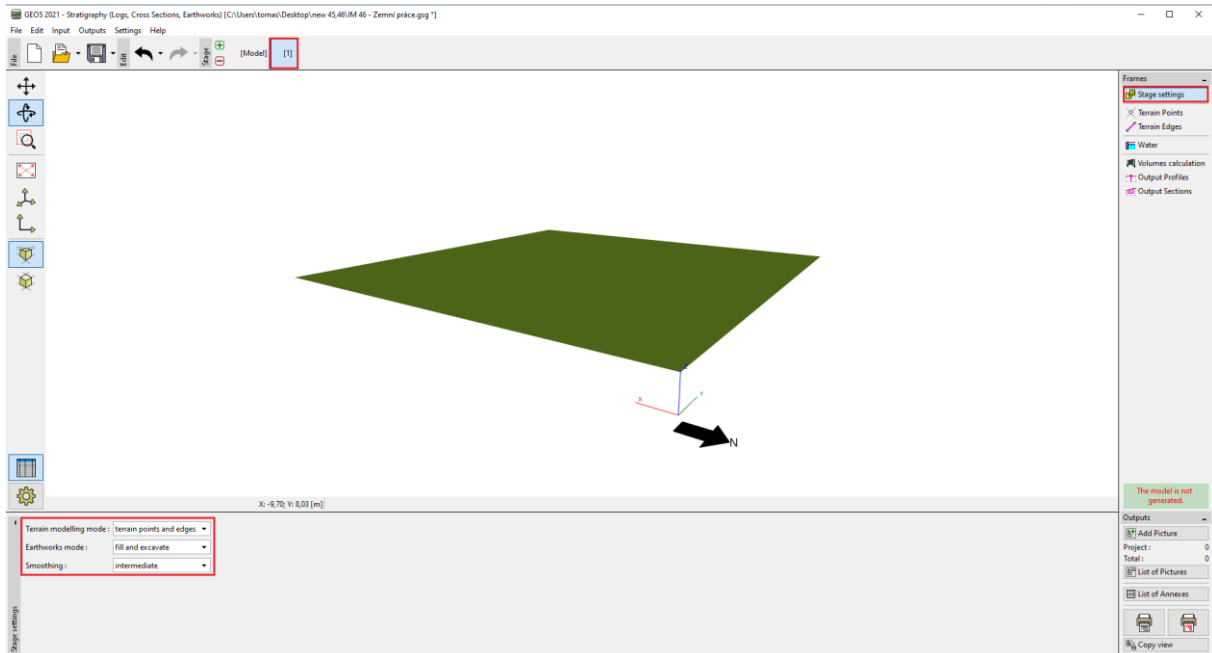 GEO5 2021 - Stratigraphy (Logs, Cross Sections, Earthworks) [C:\Users\tomas\Desktop\new 45,46\IM 46 - Zemní práce.gsg *]
File Edit Input Outputs Settings Help
File
Edit
Stage
[Model] [1]
Frames
Stage settings
Terrain Points
Terrain Edges
Water
Volumes calculation
Output Profiles
Output Sections
Z
X
Y
N
The model is not
generated.
X: -9,70; Y: 8,03 [m]
Terrain modelling mode : terrain points and edges
Earthworks mode : fill and excavate
Smoothing : intermediate
Stage settings
Outputs
Add Picture
Project : 0
Total : 0
List of Pictures
List of Annexes
Copy view